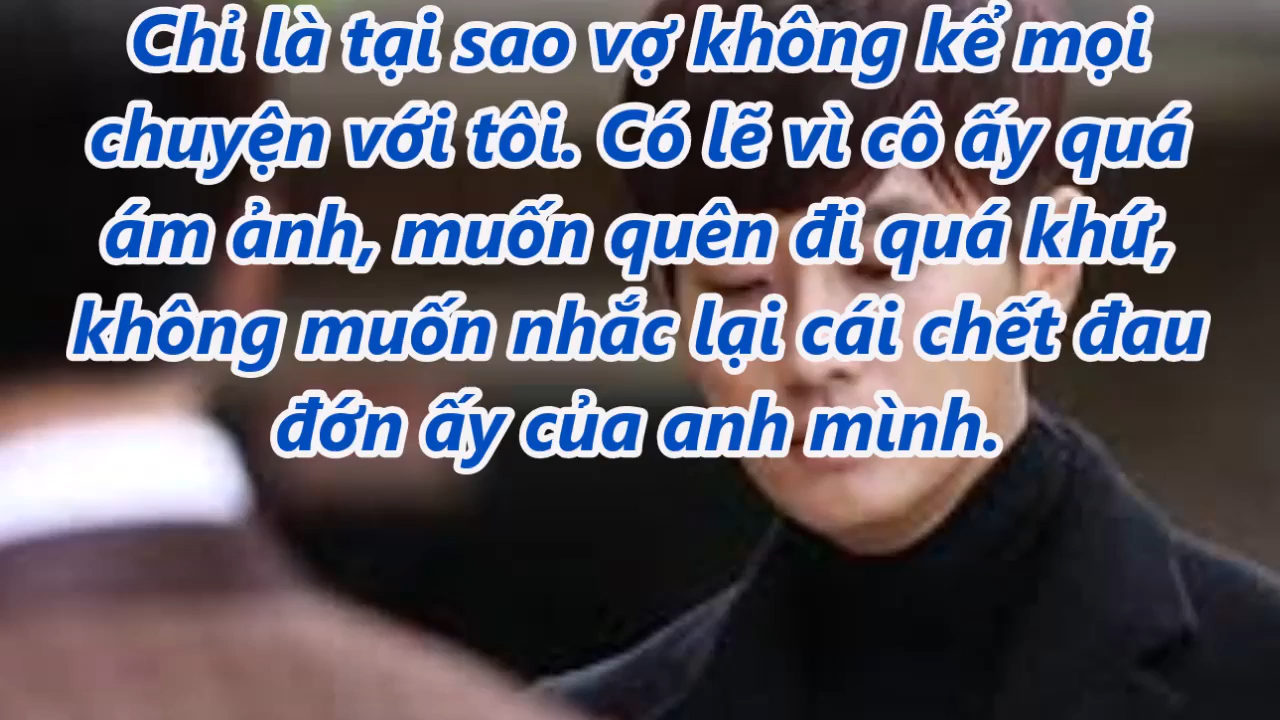 Chỉ là tại sao vợ không kể mọi
chuyện với tôi. Có lẽ vì cô ấy quá
ám ảnh, muốn quên đi quá khứ,
không muốn nhắc lại cái chết đau
đớn ấy của anh mình.